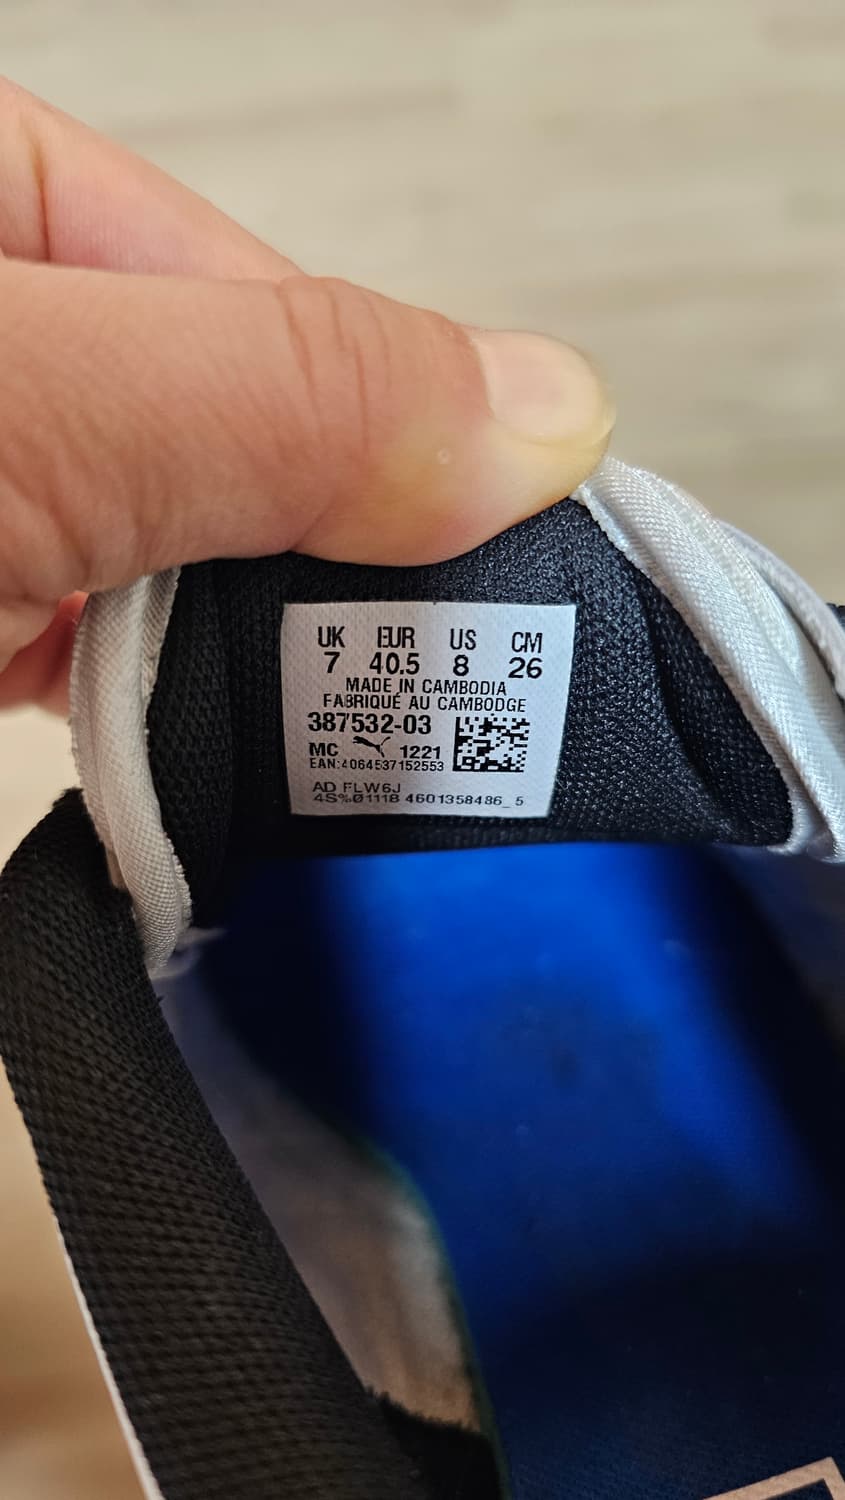 UK EUR US CM
7 40.5 8 26
MADE IN CAMBODIA
FABRIQUÉ AU CAMBODGE
387532-03
MC 1221
EAN:4064537152553
AD FLW6J
4S%Ø111B 4601358486_5